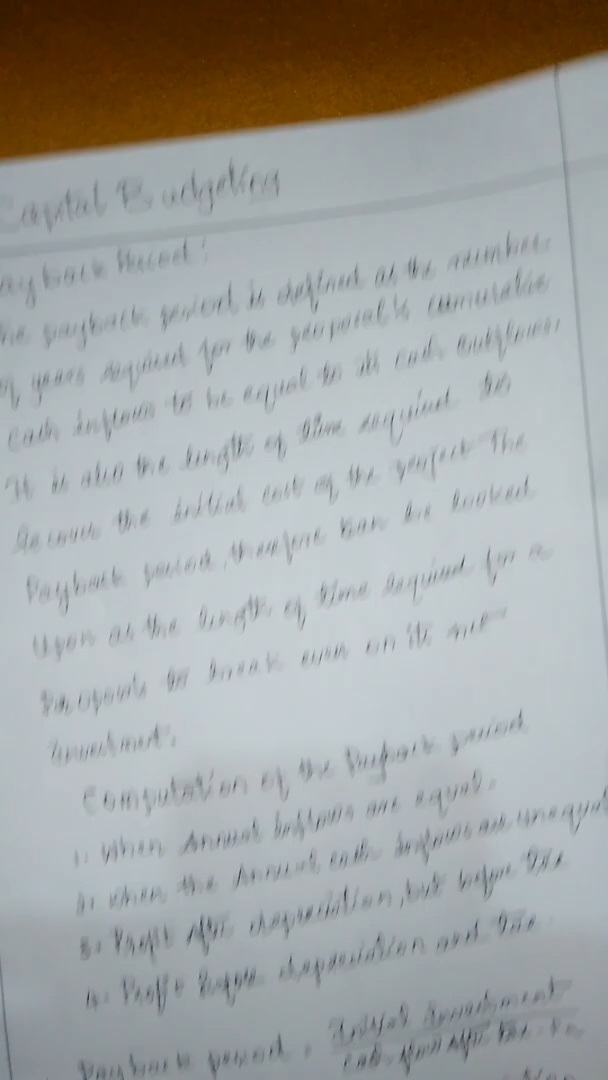 Capital Budgeting
Payback Period:
The payback period is defined as the number
of years required for the proposal's cumulative
cash inflows to be equal to its cash outflows.
It is also the length of time required to
Recover the initial cost of the project The
Payback period, therefore can be looked
Upon as the length of time required for a
Proposals to break even on its net
Investment.
Computation of the Payback period
1. When Annual Inflows are equal.
2. When the Annual cash Inflows are unequal
3. Profit After depreciation, but before Tax
4. Profit Before depreciation and Tax.
Payback period = Initial Investment
Cash flow After Tax